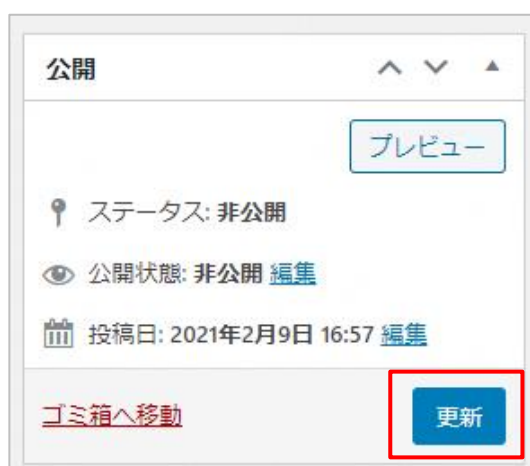 公開
プレビュー
ステータス: 非公開
公開状態: 非公開 編集
投稿日: 2021年2月9日 16:57 編集
ゴミ箱へ移動
更新